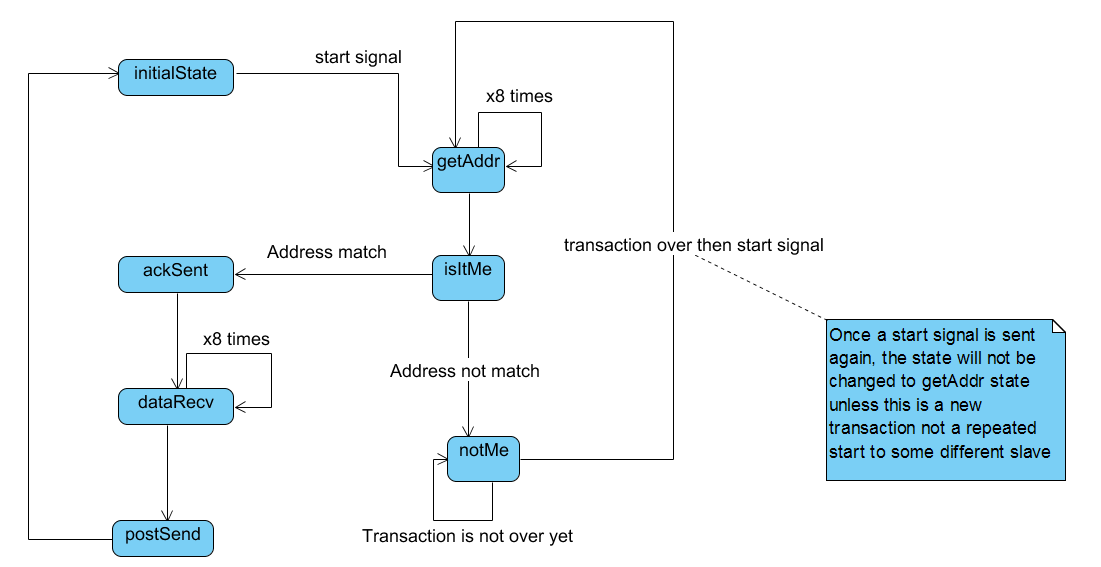 start signal
initialState
x8 times
getAddr
transaction over then start signal
Address match
isItMe
ackSent
Once a start signal is sent
again, the state will not be
changed to getAddr state
unless this is a new
transaction not a repeated
start to some different slave
x8 times
Address not match
dataRecv
notMe
postSend
Transaction is not over yet